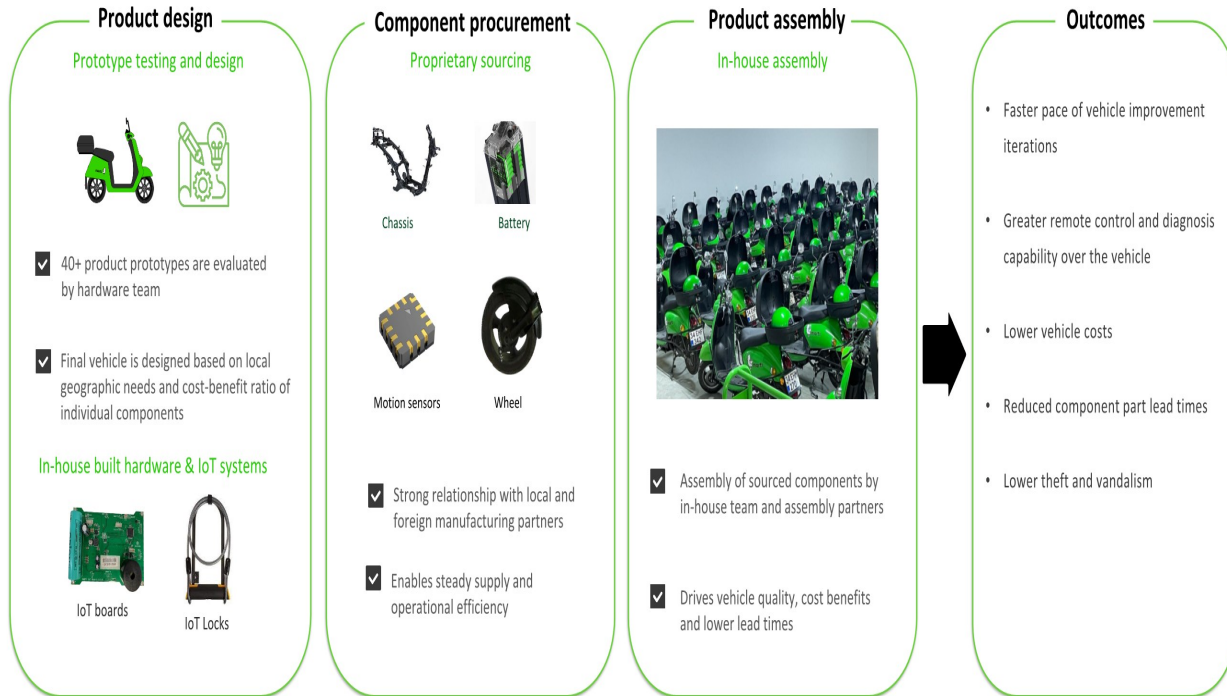 Product design
Prototype testing and design
40+ product prototypes are evaluated
by hardware team
Final vehicle is designed based on local
geographic needs and cost-benefit ratio of
individual components
In-house built hardware & IoT systems
IoT boards
IoT Locks
Component procurement
Proprietary sourcing
Chassis
Battery
Motion sensors
Wheel
Strong relationship with local and
foreign manufacturing partners
Enables steady supply and
operational efficiency
Product assembly
In-house assembly
Assembly of sourced components by
in-house team and assembly partners
Drives vehicle quality, cost benefits
and lower lead times
Outcomes
• Faster pace of vehicle improvement
iterations
• Greater remote control and diagnosis
capability over the vehicle
• Lower vehicle costs
• Reduced component part lead times
• Lower theft and vandalism